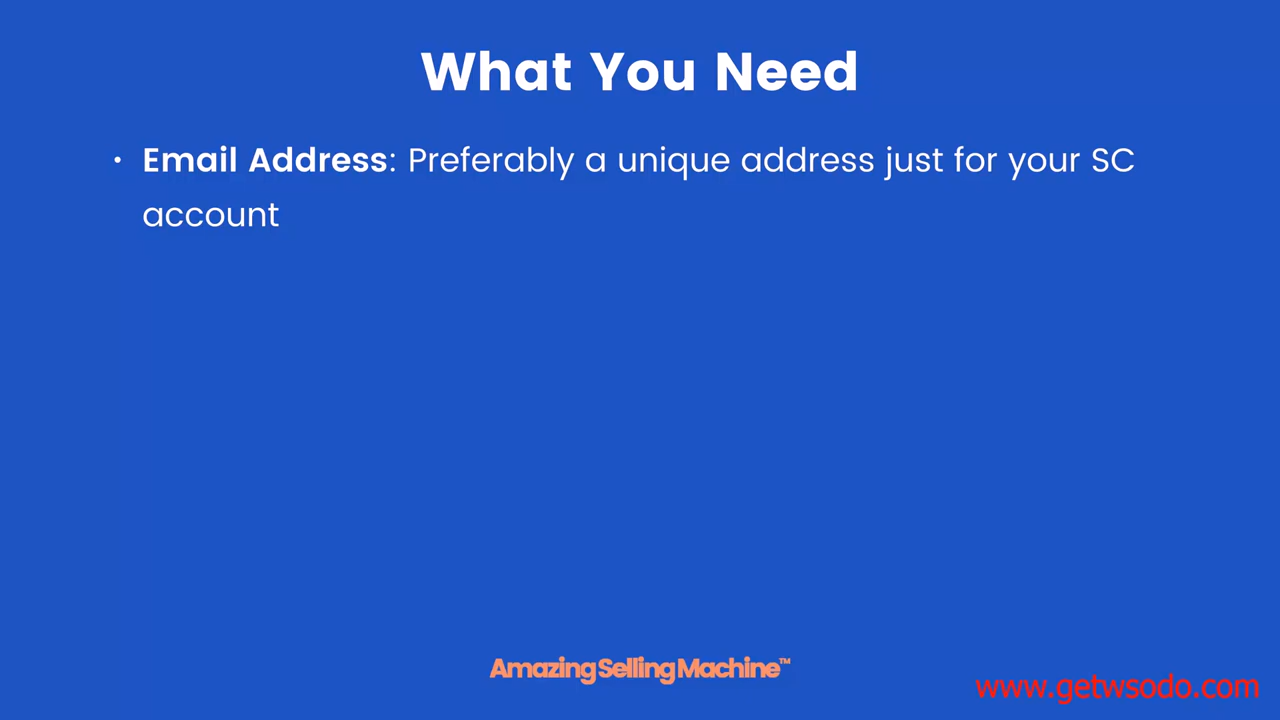 What You Need
• Email Address: Preferably a unique address just for your SC
account
AmazingSellingMachine™
www.getwsodo.com